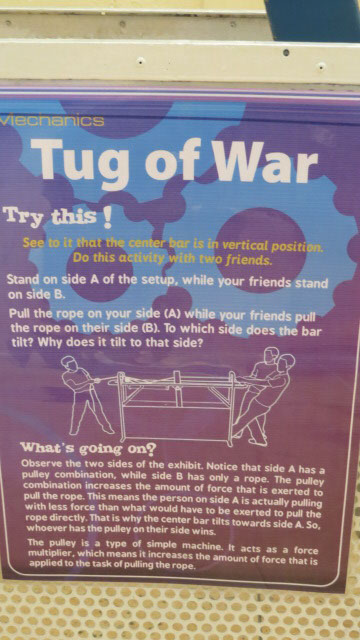 Mechanics
Tug of War
Try this!
See to it that the center bar is in vertical position.
Do this activity with two friends.
Stand on side A of the setup, while your friends stand
on side B.
Pull the rope on your side (A) while your friends pull
the rope on their side (B). To which side does the bar
tilt? Why does it tilt to that side?
What's going on?
Observe the two sides of the exhibit. Notice that side A has a
pulley combination, while side B has only a rope. The pulley
combination increases the amount of force that is exerted to
pull the rope. This means the person on side A is actually pulling
with less force than what would have to be exerted to pull the
rope directly. That is why the center bar tilts towards side A. So,
whoever has the pulley on their side wins.
The pulley is a type of simple machine. It acts as a force
multiplier, which means it increases the amount of force that is
applied to the task of pulling the rope.